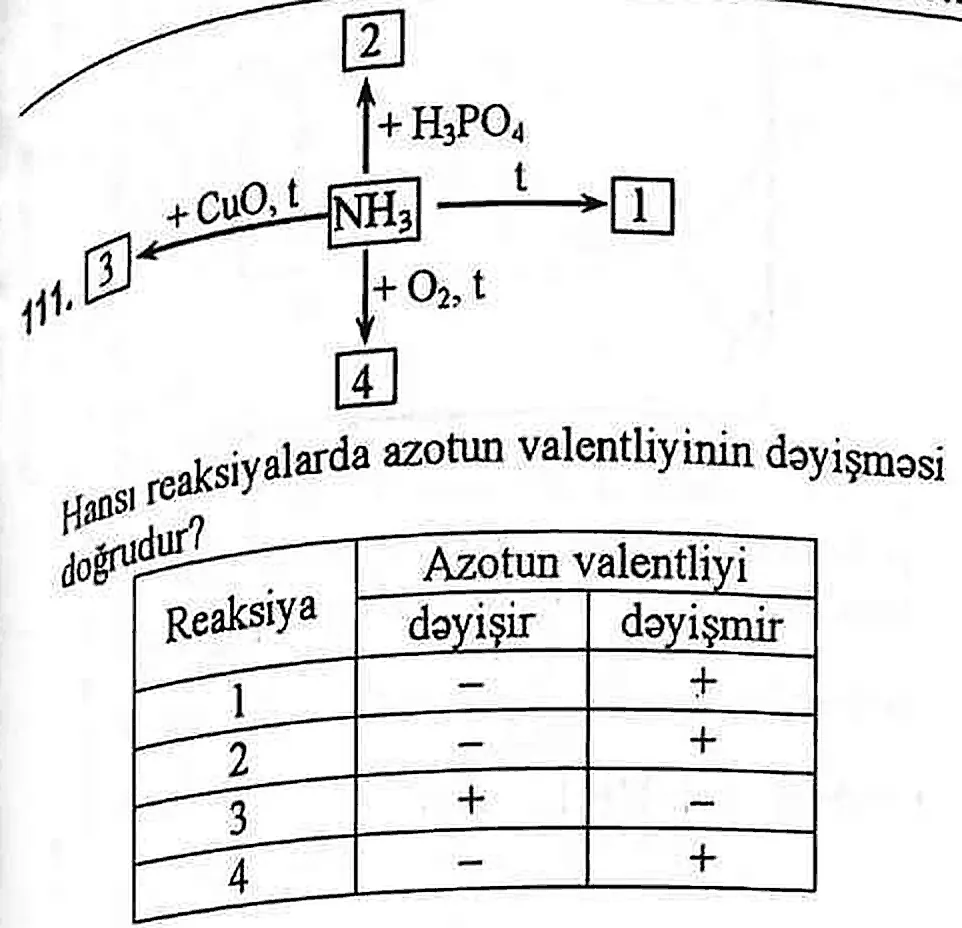 2
+ H₃PO₄
t
+ CuO, t
NH₃
1
3
111.
+ O₂, t
4
Hansı reaksiyalarda azotun valentliyinin dəyişməsi
doğrudur?
Azotun valentliyi
Reaksiya
dəyişir dəyişmir
1 – +
2 – +
3 + –
4 – +